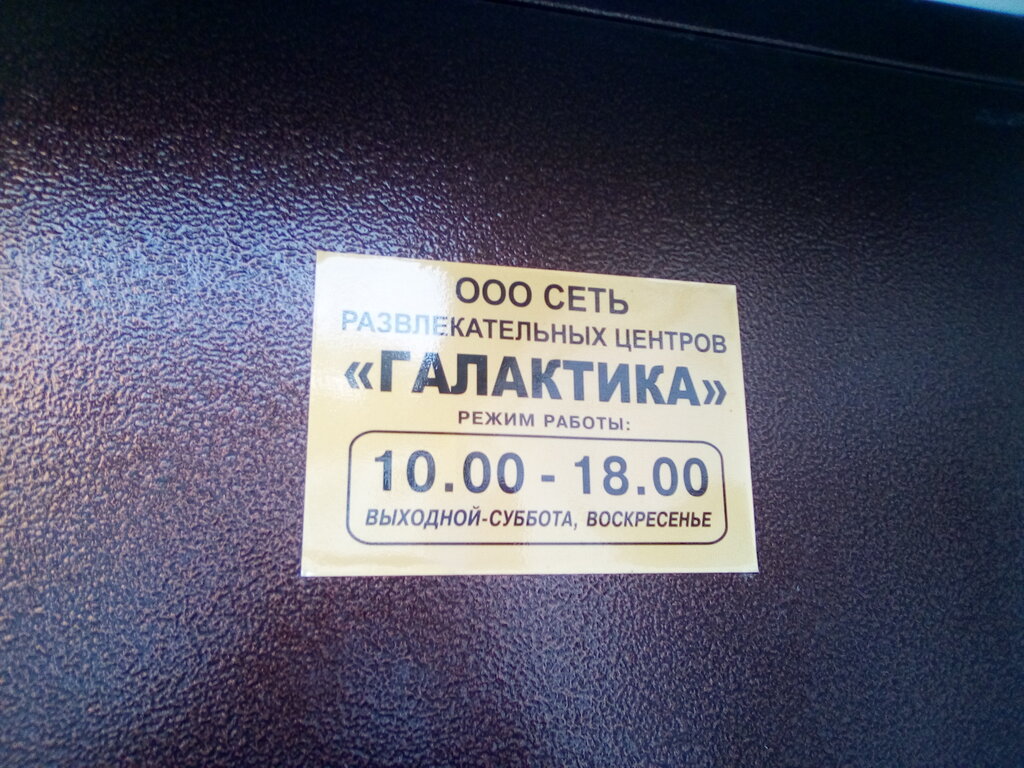 ООО СЕТЬ
РАЗВЛЕКАТЕЛЬНЫХ ЦЕНТРОВ
«ГАЛАКТИКА»
РЕЖИМ РАБОТЫ:
10.00 - 18.00
ВЫХОДНОЙ-СУББОТА, ВОСКРЕСЕНЬЕ